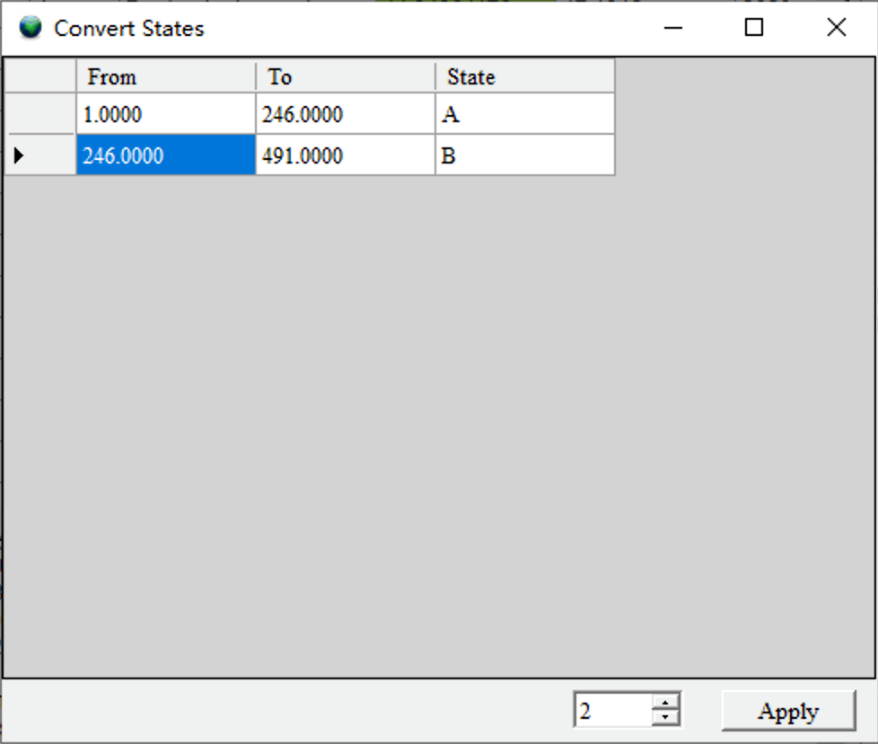 Convert States
From To State
1.0000 246.0000 A
246.0000 491.0000 B
2 Apply